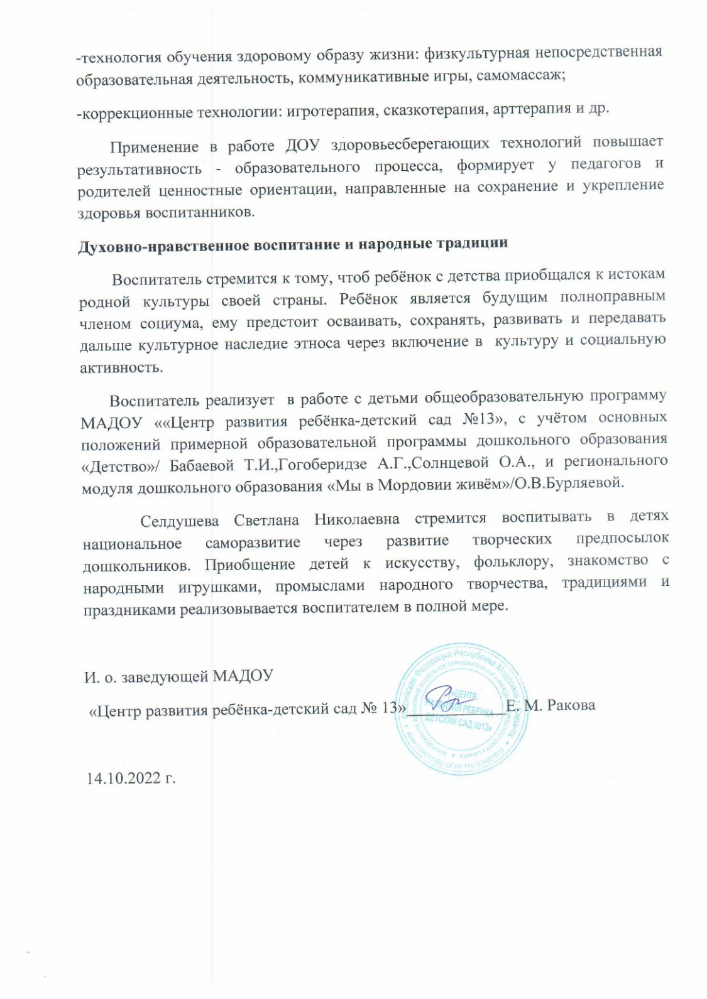 -технология обучения здоровому образу жизни: физкультурная непосредственная
образовательная деятельность, коммуникативные игры, самомассаж;
-коррекционные технологии: игротерапия, сказкотерапия, арттерапия и др.
Применение в работе ДОУ здоровьесберегающих технологий повышает
результативность - образовательного процесса, формирует у педагогов и
родителей ценностные ориентации, направленные на сохранение и укрепление
здоровья воспитанников.
Духовно-нравственное воспитание и народные традиции
Воспитатель стремится к тому, чтоб ребёнок с детства приобщался к истокам
родной культуры своей страны. Ребёнок является будущим полноправным
членом социума, ему предстоит осваивать, сохранять, развивать и передавать
дальше культурное наследие этноса через включение в культуру и социальную
активность.
Воспитатель реализует в работе с детьми общеобразовательную программу
МАДОУ ««Центр развития ребёнка-детский сад №13», с учётом основных
положений примерной образовательной программы дошкольного образования
«Детство»/ Бабаевой Т.И.,Гогоберидзе А.Г.,Солнцевой О.А., и регионального
модуля дошкольного образования «Мы в Мордовии живём»/О.В.Бурляевой.
Селдушева Светлана Николаевна стремится воспитывать в детях
национальное саморазвитие через развитие творческих предпосылок
дошкольников. Приобщение детей к искусству, фольклору, знакомство с
народными игрушками, промыслами народного творчества, традициями и
праздниками реализовывается воспитателем в полной мере.
И. о. заведующей МАДОУ
«Центр развития ребёнка-детский сад № 13»____________Е. М. Ракова
Российская Федерация Республика Мордовия г. Саранск
«ЦЕНТР
РАЗВИТИЯ РЕБЕНКА
ДЕТСКИЙ САД №13»
14.10.2022 г.